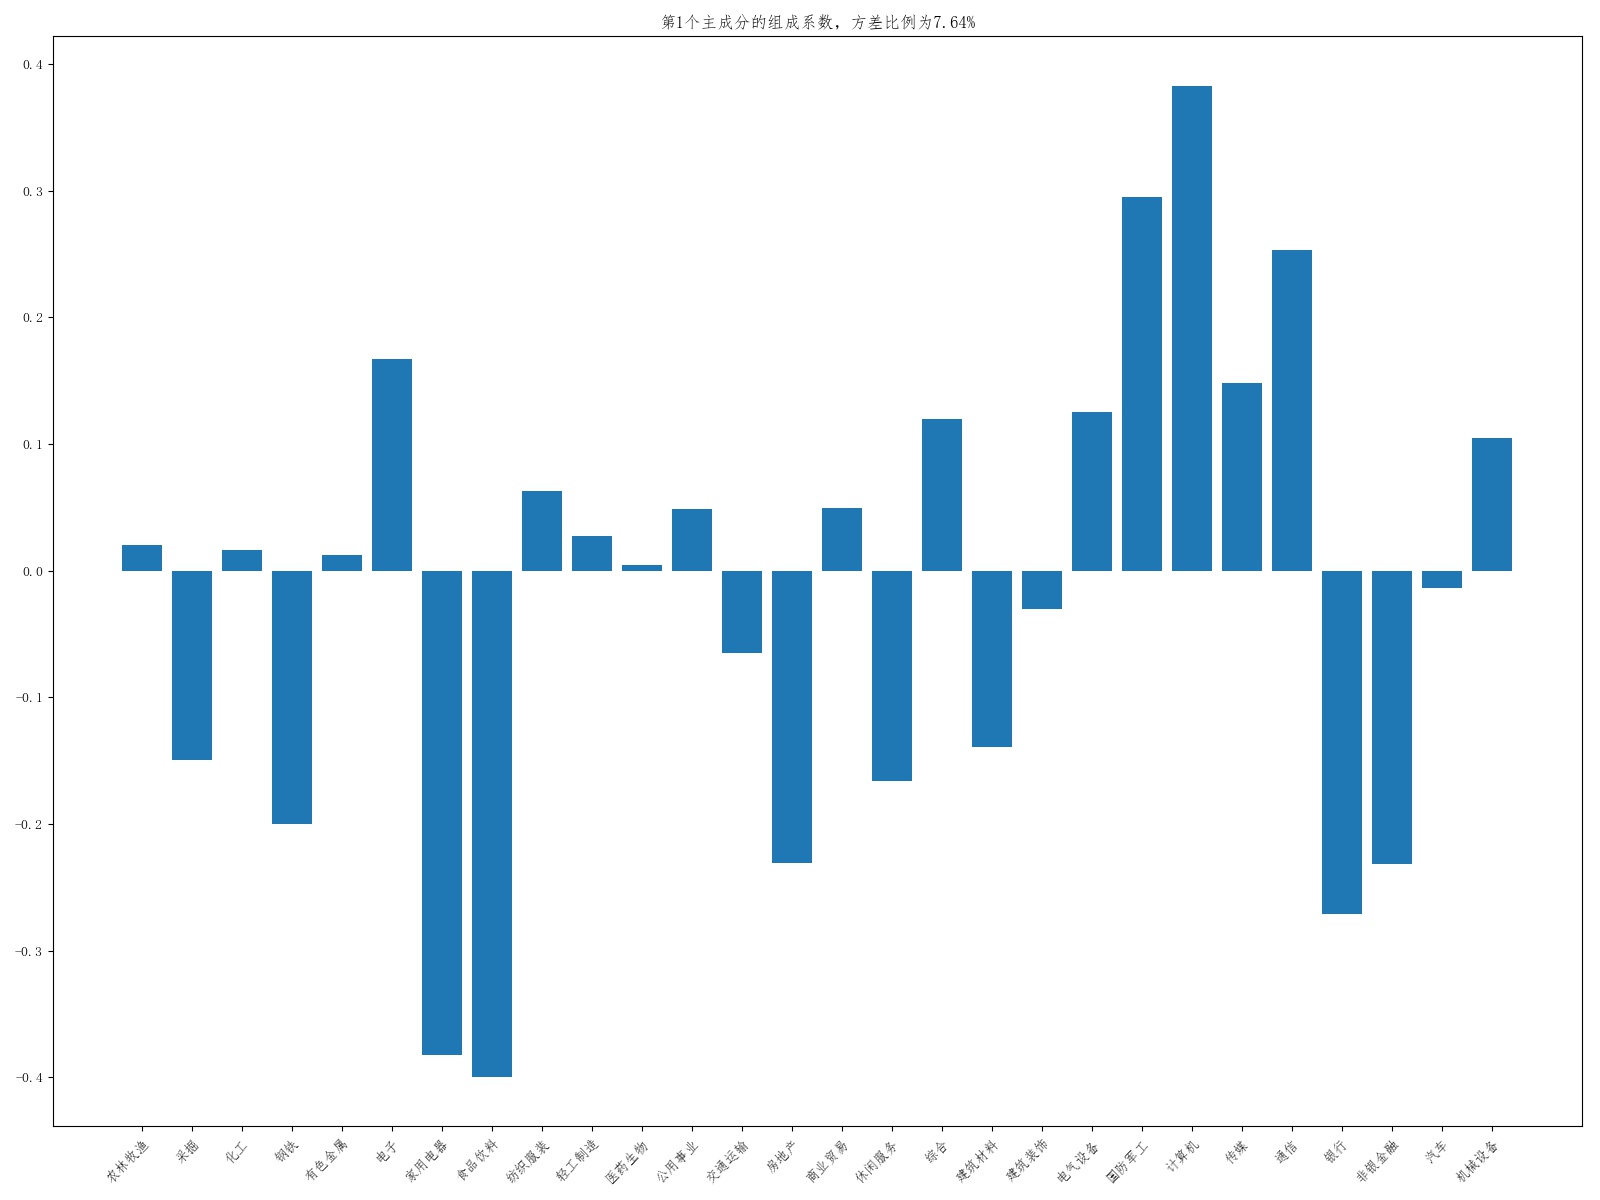 第1个主成分的组成系数，方差比例为7.64%
0.4
0.3
0.2
0.1
0.0
-0.1
-0.2
-0.3
-0.4
农林牧渔
采掘
化工
钢铁
有色金属
电子
家用电器
食品饮料
纺织服装
轻工制造
医药生物
公用事业
交通运输
房地产
商业贸易
休闲服务
综合
建筑材料
建筑装饰
电气设备
国防军工
计算机
传媒
通信
银行
非银金融
汽车
机械设备